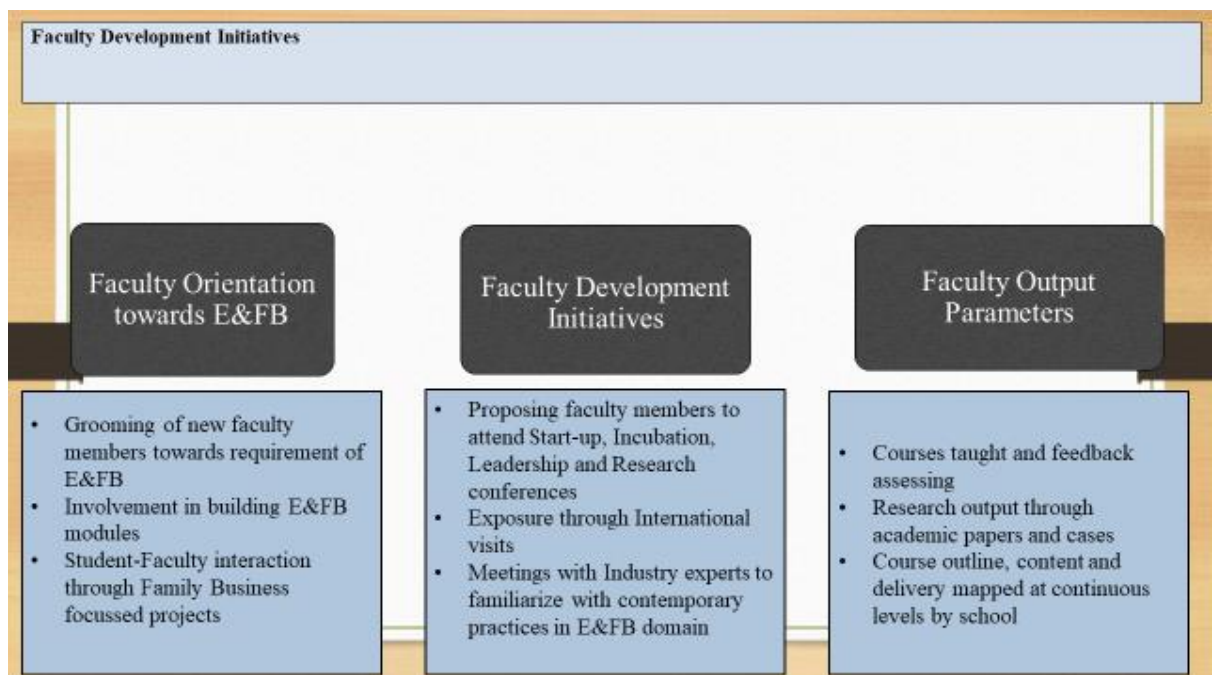 Faculty Development Initiatives
Faculty Orientation
towards E&FB
• Grooming of new faculty
members towards requirement of
E&FB
• Involvement in building E&FB
modules
• Student-Faculty interaction
through Family Business
focussed projects
Faculty Development
Initiatives
• Proposing faculty members to
attend Start-up, Incubation,
Leadership and Research
conferences
• Exposure through International
visits
• Meetings with Industry experts to
familiarize with contemporary
practices in E&FB domain
Faculty Output
Parameters
• Courses taught and feedback
assessing
• Research output through
academic papers and cases
• Course outline, content and
delivery mapped at continuous
levels by school